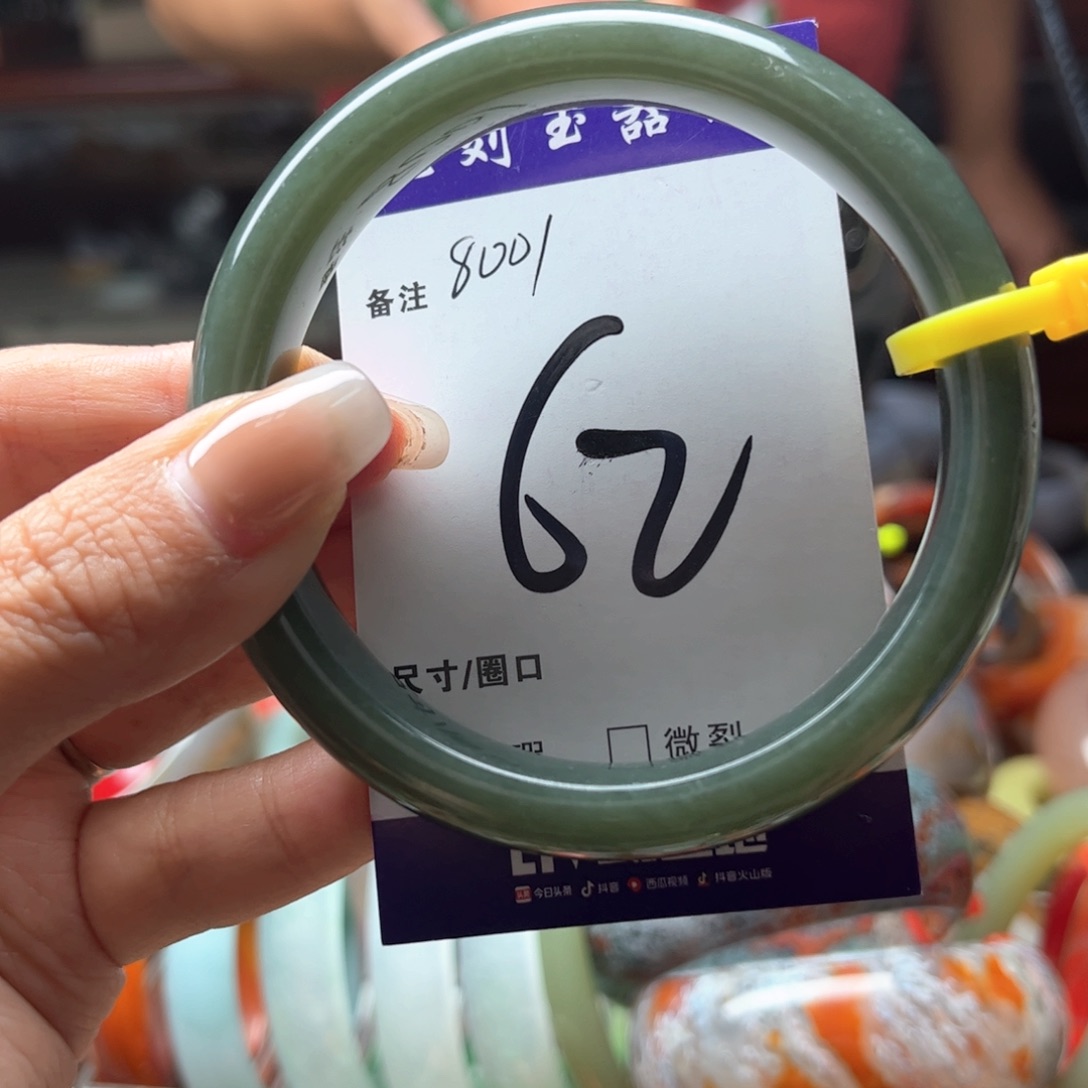 刘玉器
备注 8001
62
尺寸/圈口
微裂
今日头条 抖音 西瓜视频 抖音火山版